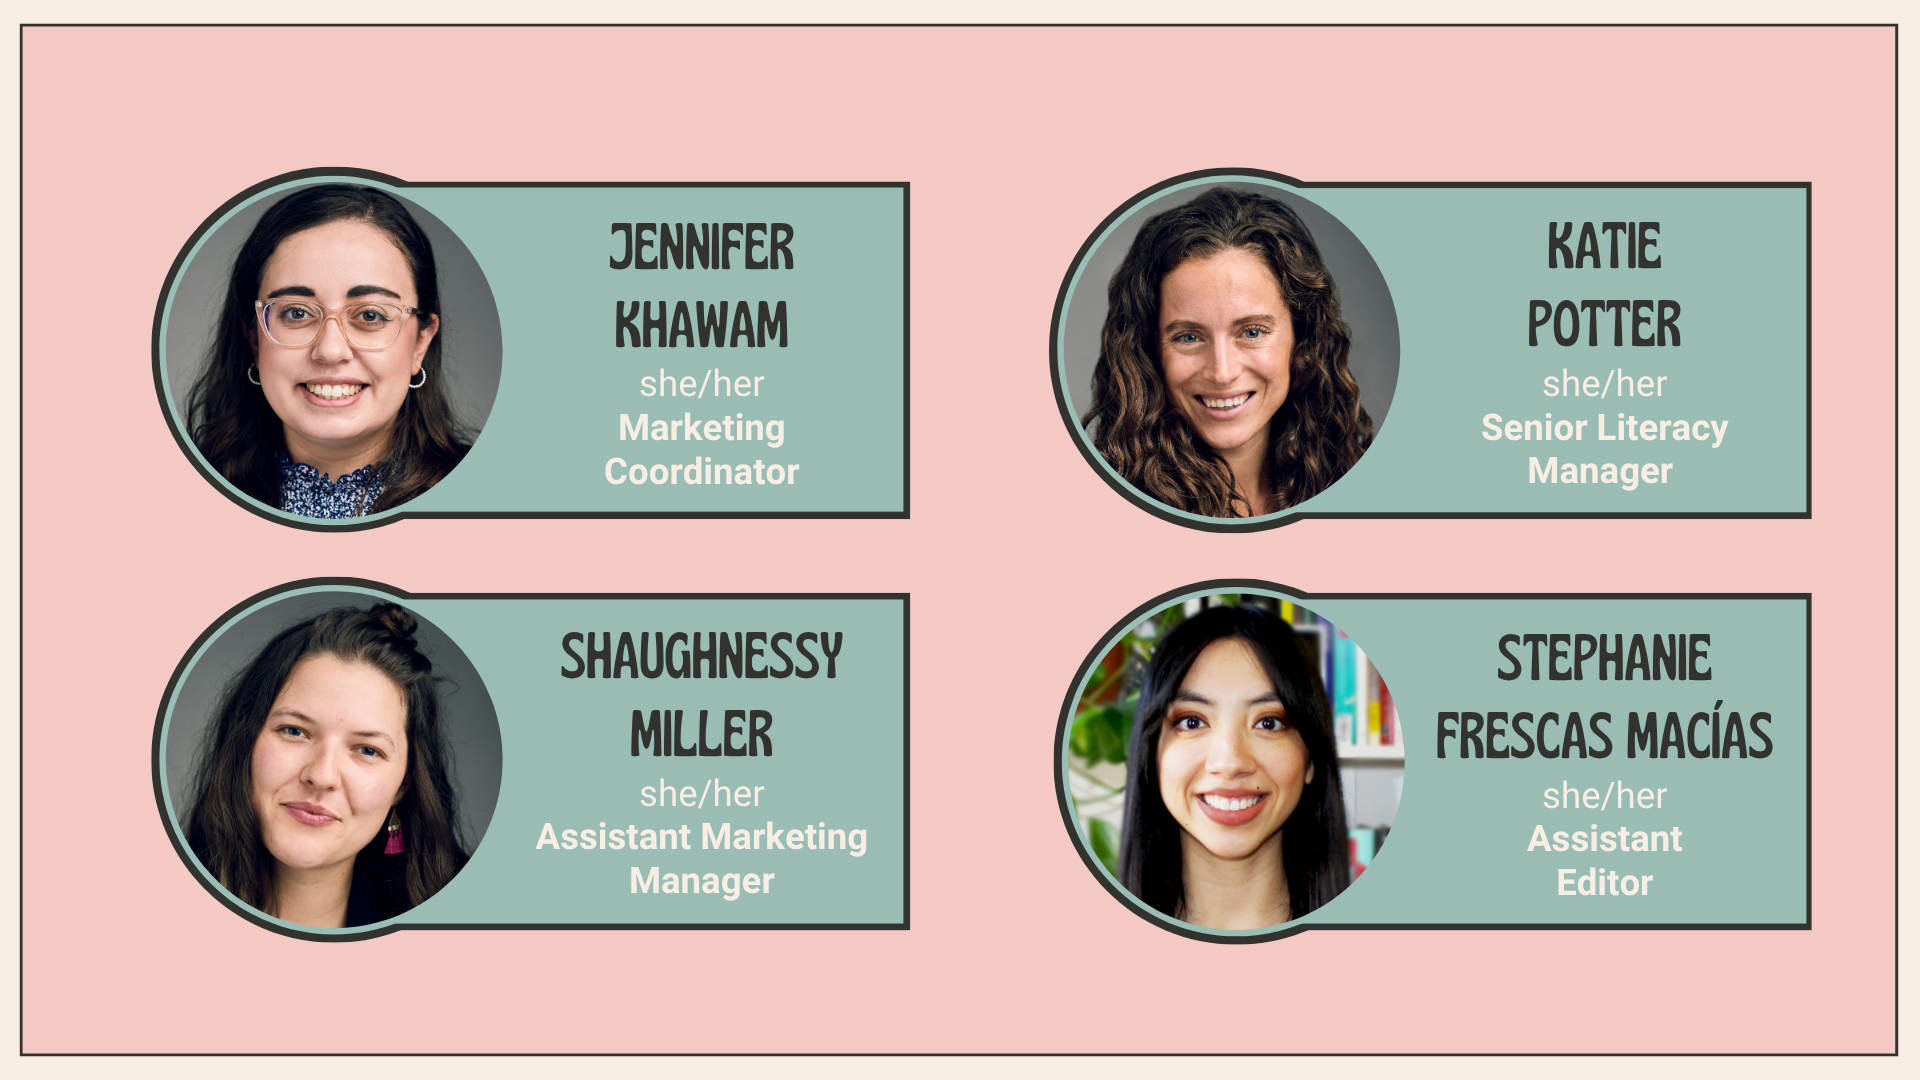 JENNIFER
KHAWAM
she/her
Marketing
Coordinator
KATIE
POTTER
she/her
Senior Literacy
Manager
SHAUGHNESSY
MILLER
she/her
Assistant Marketing
Manager
STEPHANIE
FRESCAS MACÍAS
she/her
Assistant
Editor